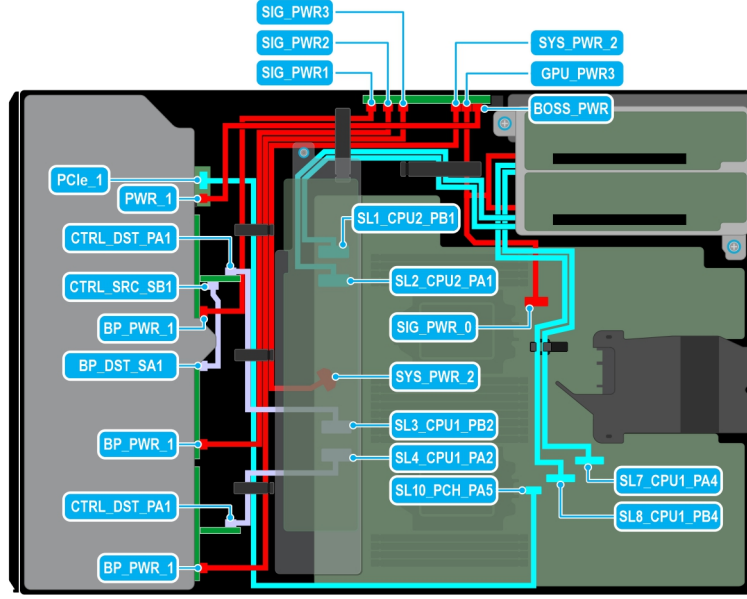 SIG_PWR3
SIG_PWR2
SYS_PWR_2
SIG_PWR1
GPU_PWR3
BOSS_PWR
PCIe_1
PWR_1
SL1_CPU2_PB1
CTRL_DST_PA1
SL2_CPU2_PA1
CTRL_SRC_SB1
BP_PWR_1
SIG_PWR_0
BP_DST_SA1
SYS_PWR_2
SL3_CPU1_PB2
BP_PWR_1
SL4_CPU1_PA2
SL7_CPU1_PA4
SL10_PCH_PA5
CTRL_DST_PA1
SL8_CPU1_PB4
BP_PWR_1